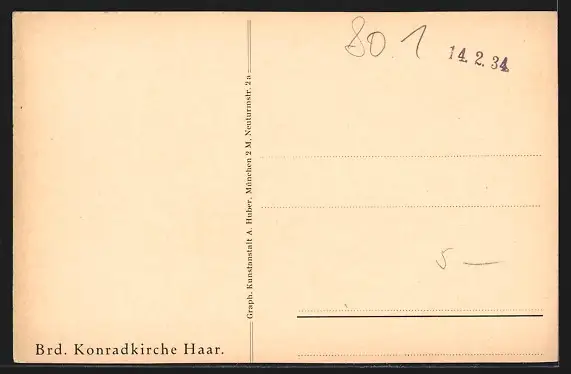 80.1
14.2.34
Graph. Kunstanstalt A. Huber, München 2 M, Neuturmstr. 2a
5 —
Brd. Konradkirche Haar.